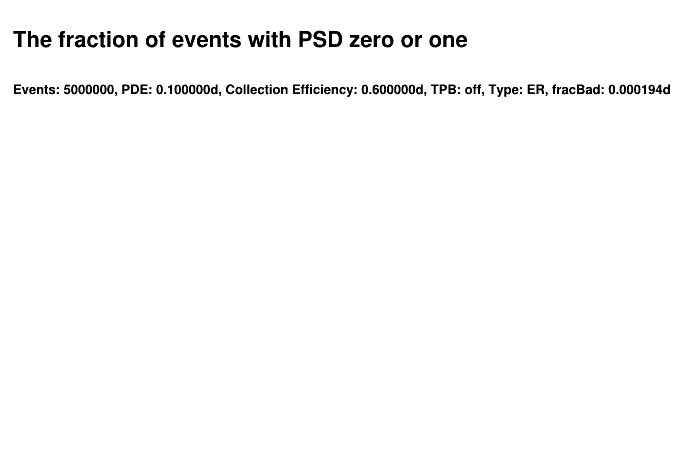 The fraction of events with PSD zero or one
Events: 5000000, PDE: 0.100000d, Collection Efficiency: 0.600000d, TPB: off, Type: ER, fracBad: 0.000194d